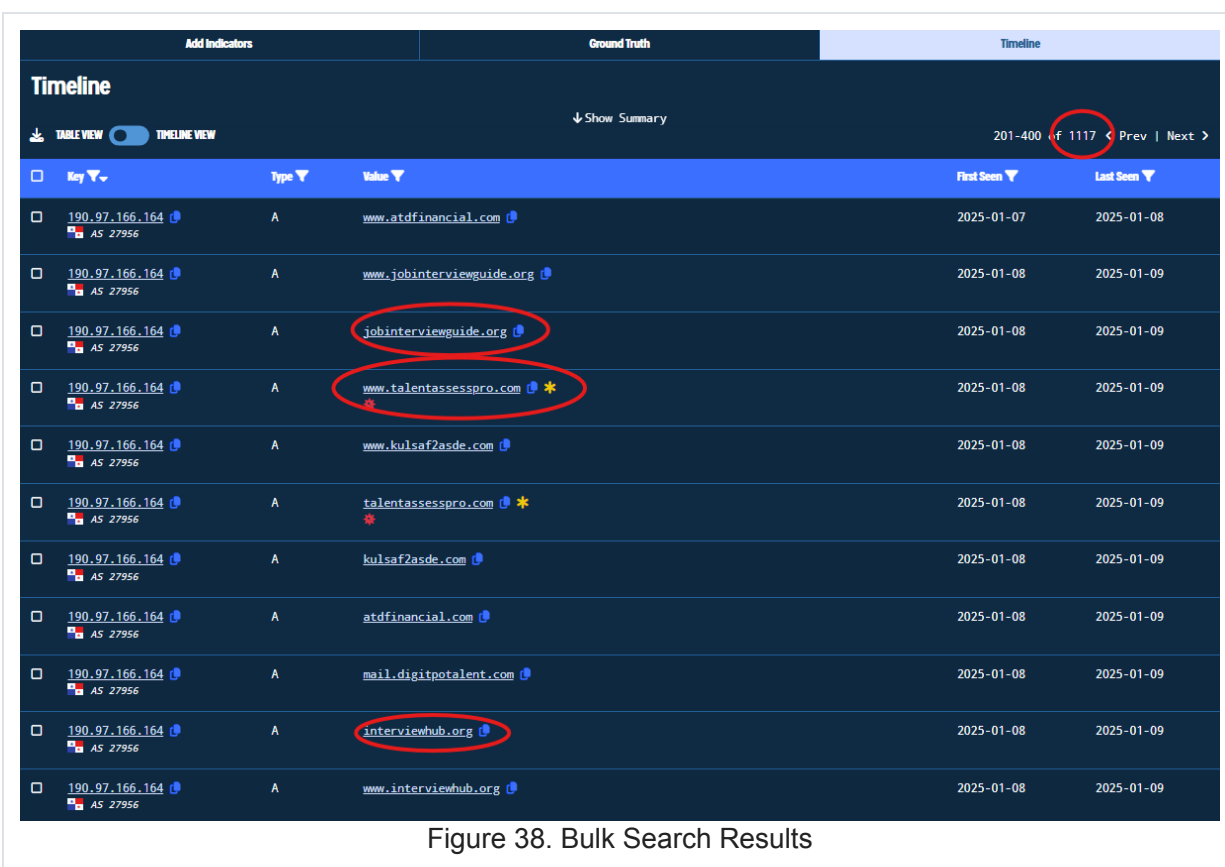 Add Indicators Ground Truth Timeline
Timeline
↓Show Summary
TABLE VIEW TIMELINE VIEW 201-400 of 1117 < Prev | Next >
Key Type Value First Seen Last Seen
190.97.166.164 A www.atdfinancial.com 2025-01-07 2025-01-08
AS 27956
190.97.166.164 A www.jobinterviewguide.org 2025-01-08 2025-01-09
AS 27956
190.97.166.164 A jobinterviewguide.org 2025-01-08 2025-01-09
AS 27956
190.97.166.164 A www.talentassesspro.com 2025-01-08 2025-01-09
AS 27956
190.97.166.164 A www.kulsaf2asde.com 2025-01-08 2025-01-09
AS 27956
190.97.166.164 A talentassesspro.com 2025-01-08 2025-01-09
AS 27956
190.97.166.164 A kulsaf2asde.com 2025-01-08 2025-01-09
AS 27956
190.97.166.164 A atdfinancial.com 2025-01-08 2025-01-09
AS 27956
190.97.166.164 A mail.digitpotalent.com 2025-01-08 2025-01-09
AS 27956
190.97.166.164 A interviewhub.org 2025-01-08 2025-01-09
AS 27956
190.97.166.164 A www.interviewhub.org 2025-01-08 2025-01-09
AS 27956
Figure 38. Bulk Search Results